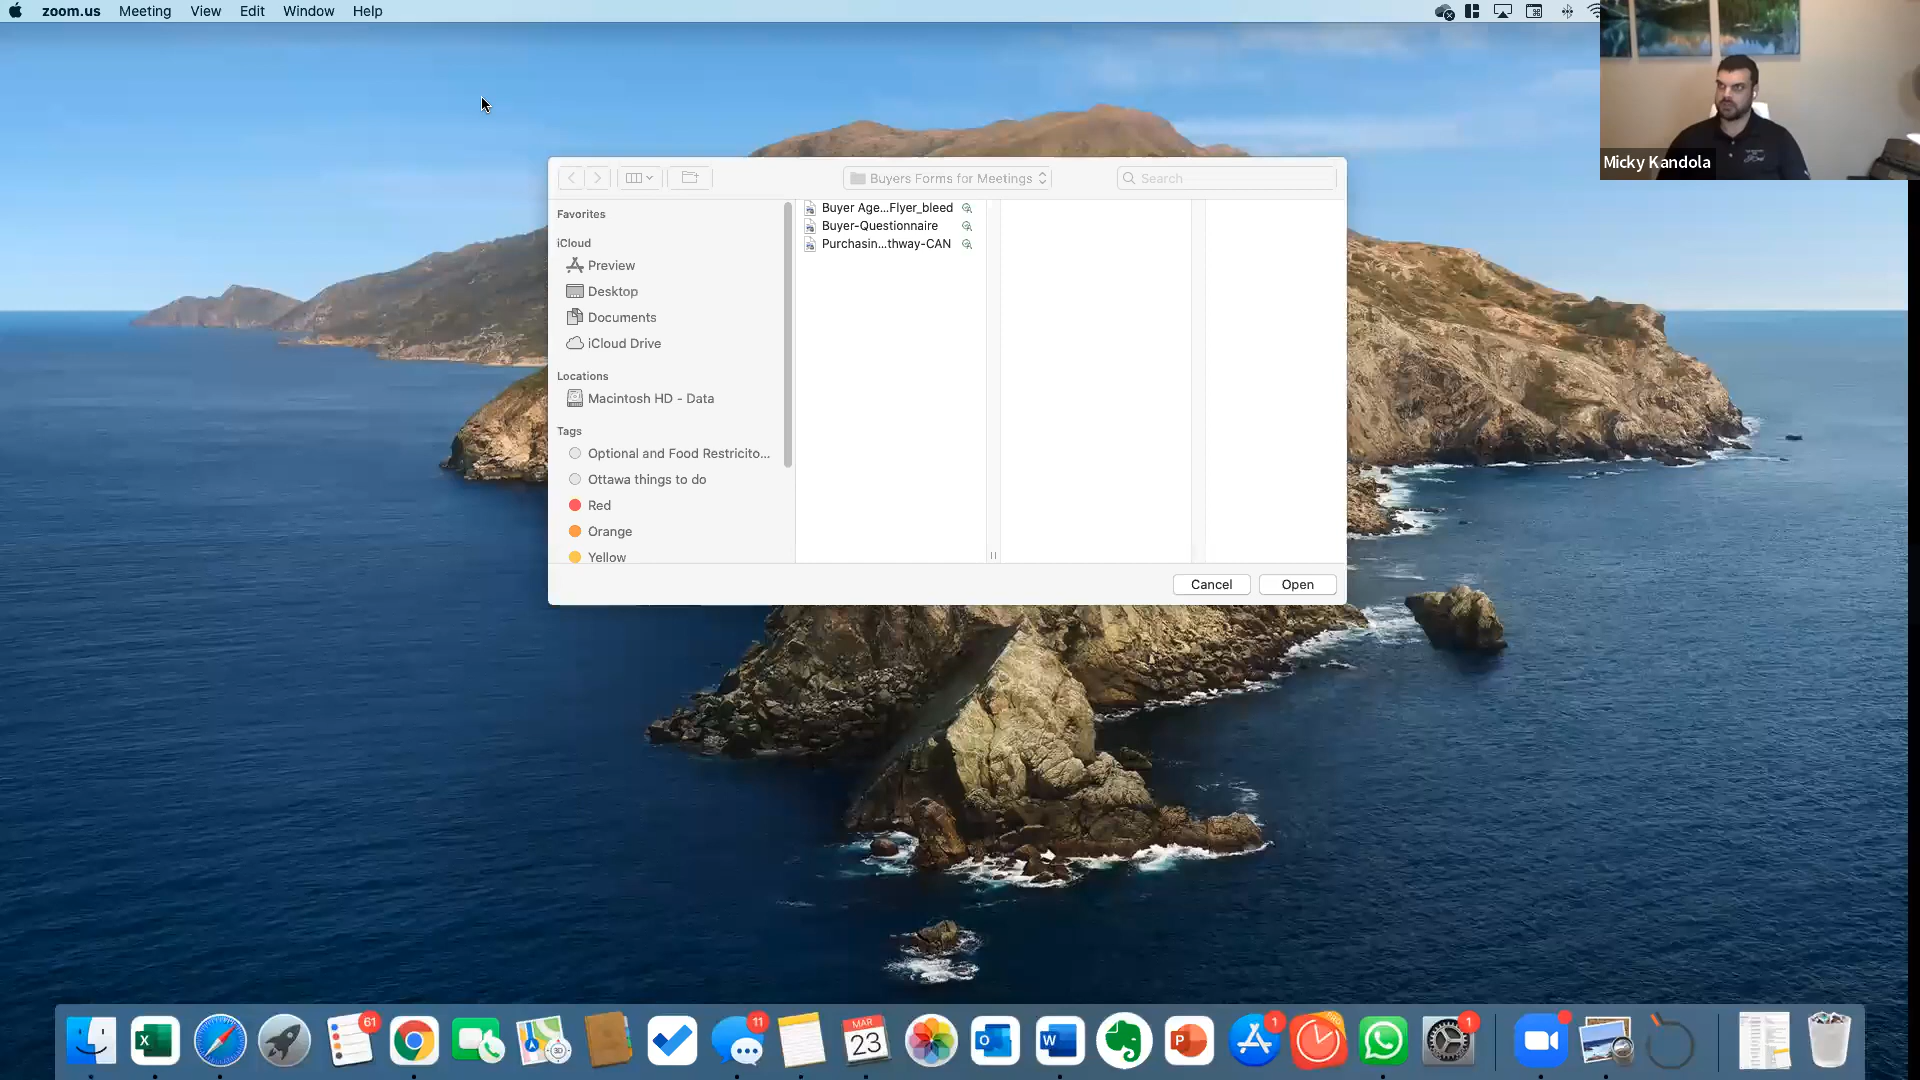 zoom.us Meeting View Edit Window Help
Micky Kandola
Buyers Forms for Meetings
Search
Favorites
iCloud
Preview
Desktop
Documents
iCloud Drive
Locations
Macintosh HD - Data
Tags
Optional and Food Restricito...
Ottawa things to do
Red
Orange
Yellow
Buyer Age...Flyer_bleed
Buyer-Questionnaire
Purchasin...thway-CAN
Cancel
Open
61
11
MAR
23
1
1
3D
X
O
W
P